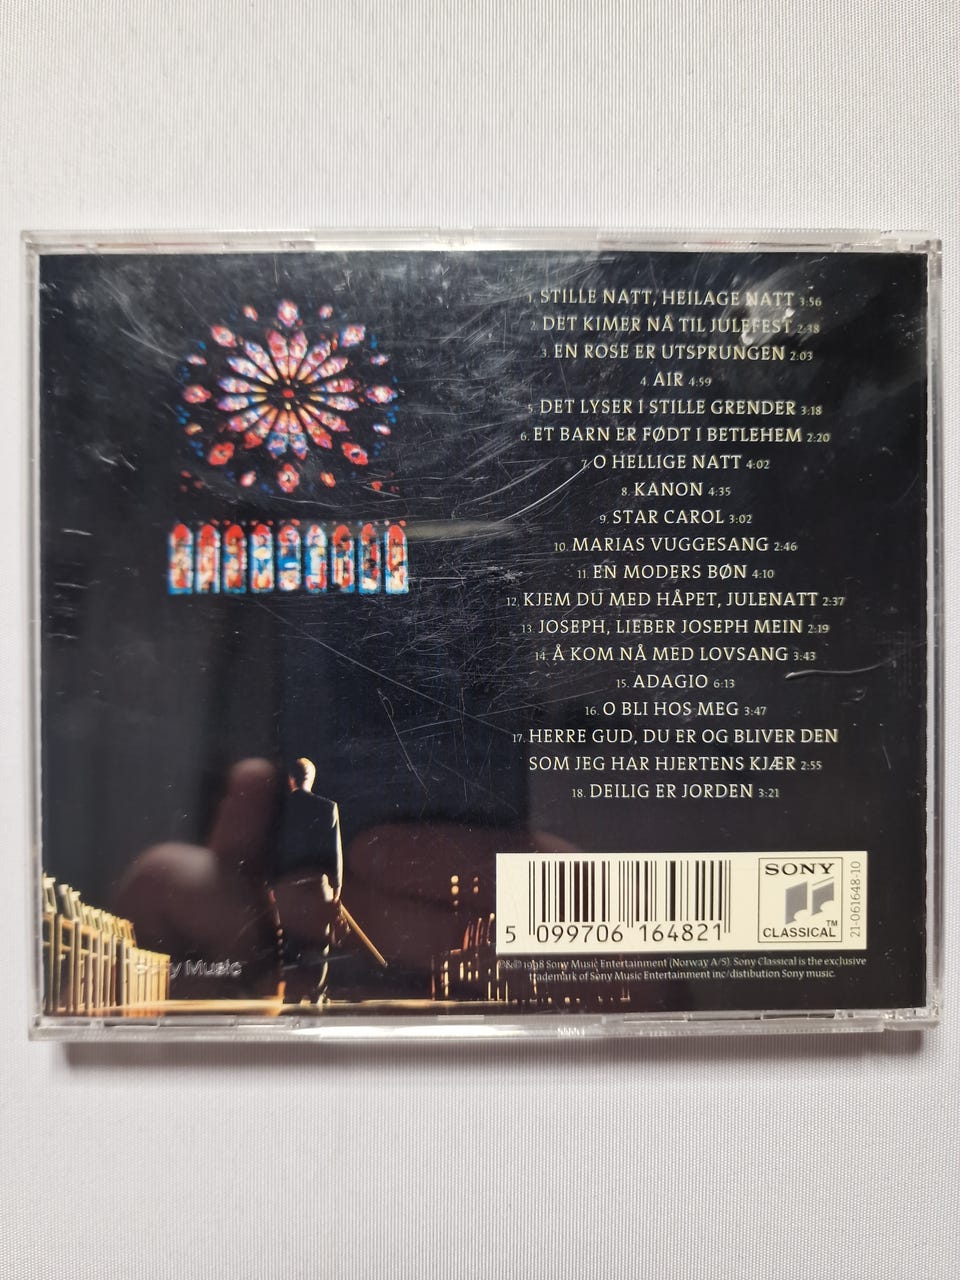 1. STILLE NATT, HEILAGE NATT 3:56
2. DET KIMER NÅ TIL JULEFEST 2:38
3. EN ROSE ER UTSPRUNGEN 2:03
4. AIR 4:59
5. DET LYSER I STILLE GRENDER 3:18
6. ET BARN ER FØDT I BETLEHEM 2:20
7. O HELLIGE NATT 4:02
8. KANON 4:35
9. STAR CAROL 3:02
10. MARIAS VUGGESANG 2:46
11. EN MODERS BØN 4:10
12. KJEM DU MED HÅPET, JULENATT 2:37
13. JOSEPH, LIEBER JOSEPH MEIN 2:19
14. Å KOM NÅ MED LOVSANG 3:43
15. ADAGIO 6:13
16. O BLI HOS MEG 3:47
17. HERRE GUD, DU ER OG BLIVER DEN
SOM JEG HAR HJERTENS KJÆR 2:55
18. DEILIG ER JORDEN 3:21
SONY
TM
CLASSICAL
21-061648-10
5 099706 164821
℗&© 1998 Sony Music Entertainment (Norway A/S). Sony Classical is the exclusive
trademark of Sony Music Entertainment inc/distibution Sony music.
Sony Music